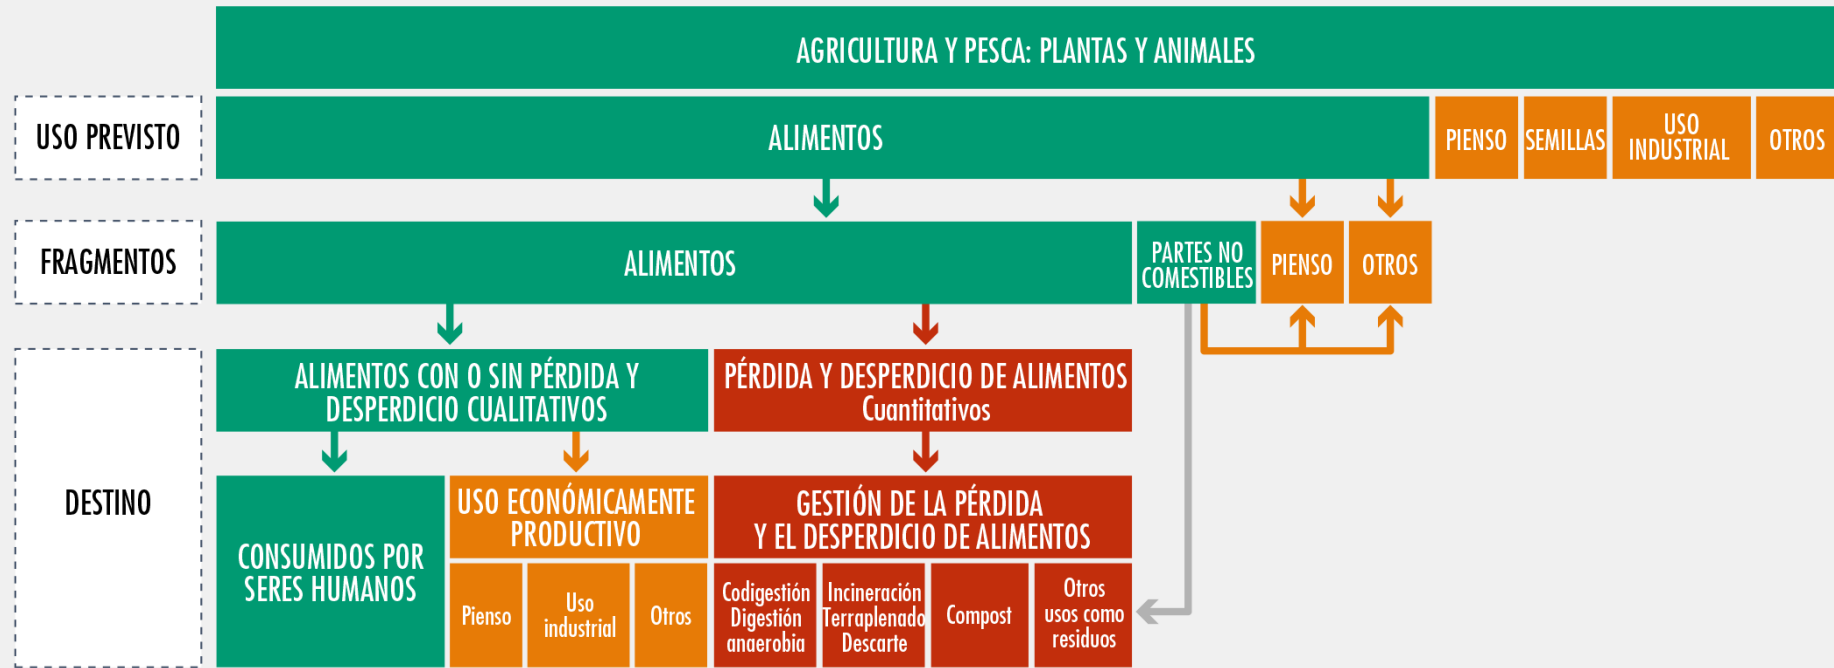 AGRICULTURA Y PESCA: PLANTAS Y ANIMALES
USO PREVISTO
ALIMENTOS
PIENSO
SEMILLAS
USO
INDUSTRIAL
OTROS
FRAGMENTOS
ALIMENTOS
PARTES NO
COMESTIBLES
PIENSO
OTROS
DESTINO
ALIMENTOS CON O SIN PÉRDIDA Y
DESPERDICIO CUALITATIVOS
PÉRDIDA Y DESPERDICIO DE ALIMENTOS
Cuantitativos
CONSUMIDOS POR
SERES HUMANOS
USO ECONÓMICAMENTE
PRODUCTIVO
Pienso
Uso
industrial
Otros
GESTIÓN DE LA PÉRDIDA
Y EL DESPERDICIO DE ALIMENTOS
Codigestión
Digestión
anaerobia
Incineración
Terraplenado
Descarte
Compost
Otros
usos como
residuos